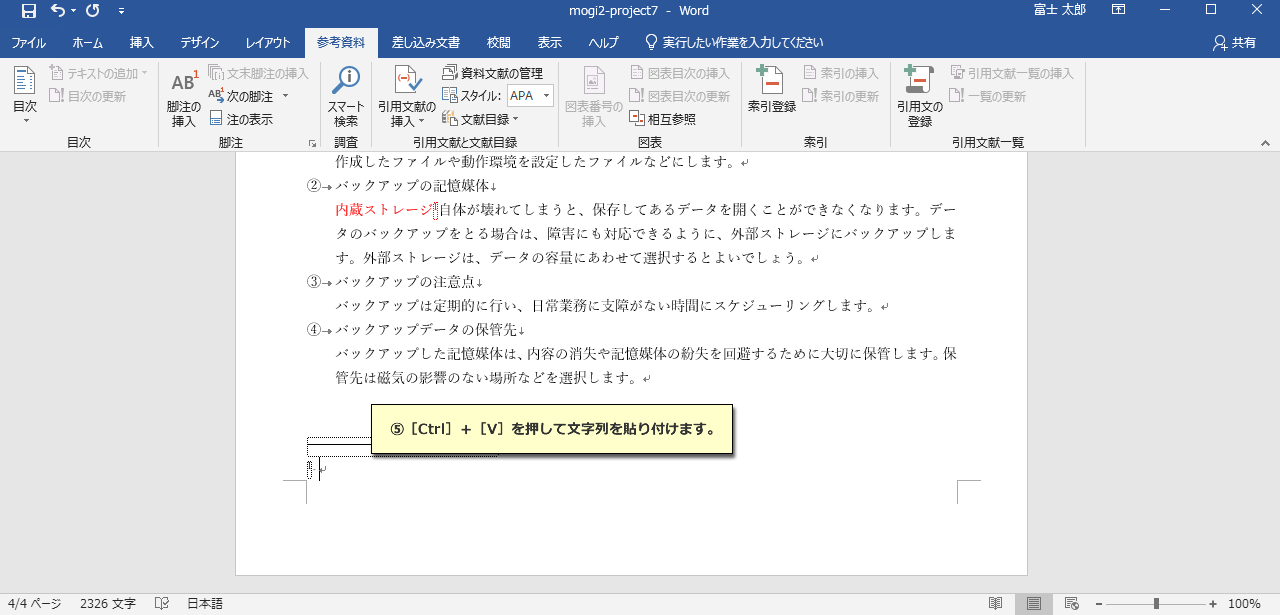 mogi2-project7 - Word
富士 太郎
ファイル ホーム 挿入 デザイン レイアウト 参考資料 差し込み文書 校閲 表示 ヘルプ 実行したい作業を入力してください 共有
目次
テキストの追加
目次の更新
目次
AB1
脚注の
挿入
文末脚注の挿入
AB1 次の脚注
注の表示
脚注
スマート
検索
調査
引用文献の
挿入
資料文献の管理
スタイル: APA
文献目録
引用文献と文献目録
図表番号の
挿入
図表目次の挿入
図表目次の更新
相互参照
図表
索引登録
索引の挿入
索引の更新
索引
引用文の
登録
引用文献一覧の挿入
一覧の更新
引用文献一覧
作成したファイルや動作環境を設定したファイルなどにします。↵
②→バックアップの記憶媒体↓
内蔵ストレージ自体が壊れてしまうと、保存してあるデータを開くことができなくなります。デー
タのバックアップをとる場合は、障害にも対応できるように、外部ストレージにバックアップしま
す。外部ストレージは、データの容量にあわせて選択するとよいでしょう。↵
③→バックアップの注意点↓
バックアップは定期的に行い、日常業務に支障がない時間にスケジューリングします。↵
④→バックアップデータの保管先↓
バックアップした記憶媒体は、内容の消失や記憶媒体の紛失を回避するために大切に保管します。保
管先は磁気の影響のない場所などを選択します。↵
⑤［Ctrl］＋［V］を押して文字列を貼り付けます。
4/4 ページ 2326 文字 日本語 100%